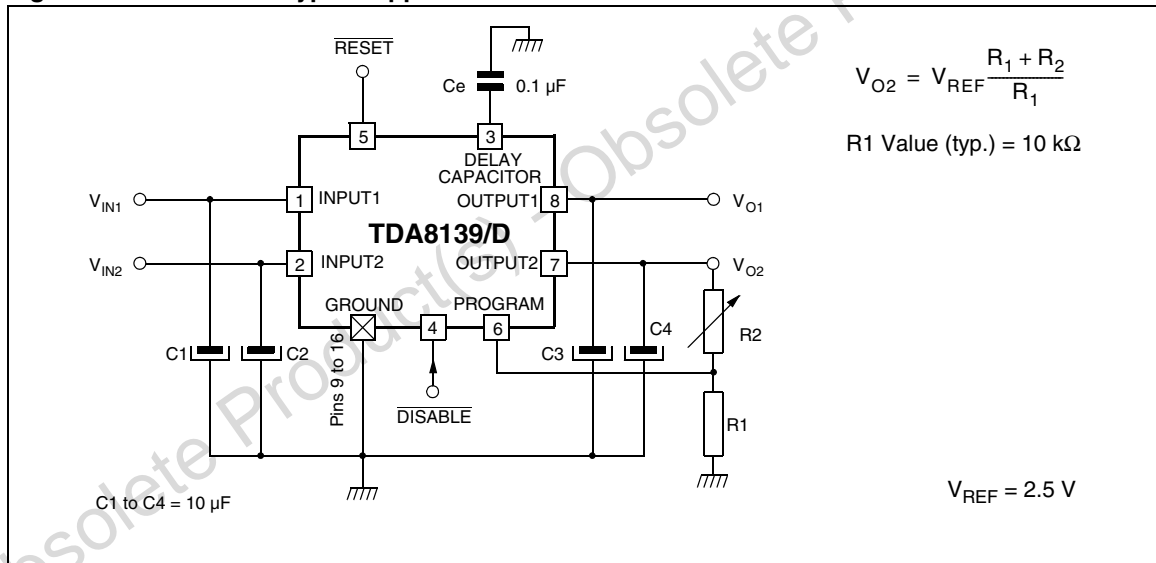 RESET
Ce
0.1 µF
5
3
DELAY
CAPACITOR
V_IN1
1
INPUT1
OUTPUT1
8
V_O1
TDA8139/D
V_IN2
2
INPUT2
OUTPUT2
7
V_O2
GROUND
PROGRAM
4
6
Pins 9 to 16
C1
C2
C3
C4
R2
DISABLE
R1
C1 to C4 = 10 µF
V_O2 = V_REF (R_1 + R_2) / R_1
R1 Value (typ.) = 10 kΩ
V_REF = 2.5 V
Obsolete Product(s) - Obsolete